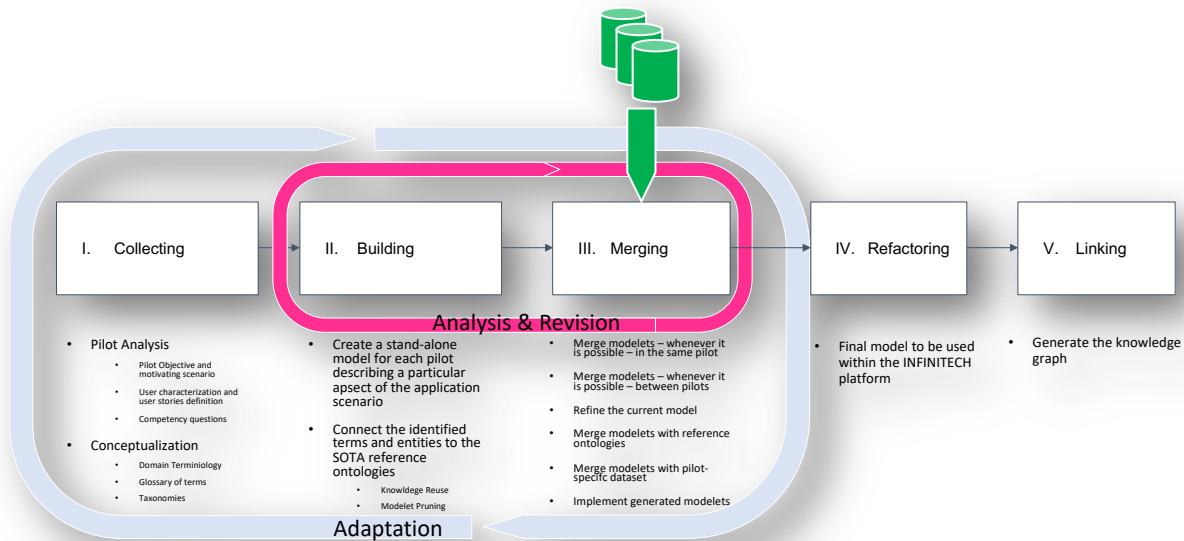 I. Collecting
II. Building
III. Merging
IV. Refactoring
V. Linking
Analysis & Revision
• Pilot Analysis
• Pilot Objective and
motivating scenario
• User characterization and
user stories definition
• Competency questions
• Conceptualization
• Domain Terminiology
• Glossary of terms
• Taxonomies
• Create a stand-alone
model for each pilot
describing a particular
apsect of the application
scenario
• Connect the identified
terms and entities to the
SOTA reference
ontologies
• Knowldege Reuse
• Modelet Pruning
• Merge modelets – whenever
it is possible – in the same pilot
• Merge modelets – whenever it
is possible – between pilots
• Refine the current model
• Merge modelets with reference
ontologies
• Merge modelets with pilot-
specifc dataset
• Implement generated modelets
• Final model to be used
within the INFINITECH
platform
• Generate the knowledge
graph
Adaptation